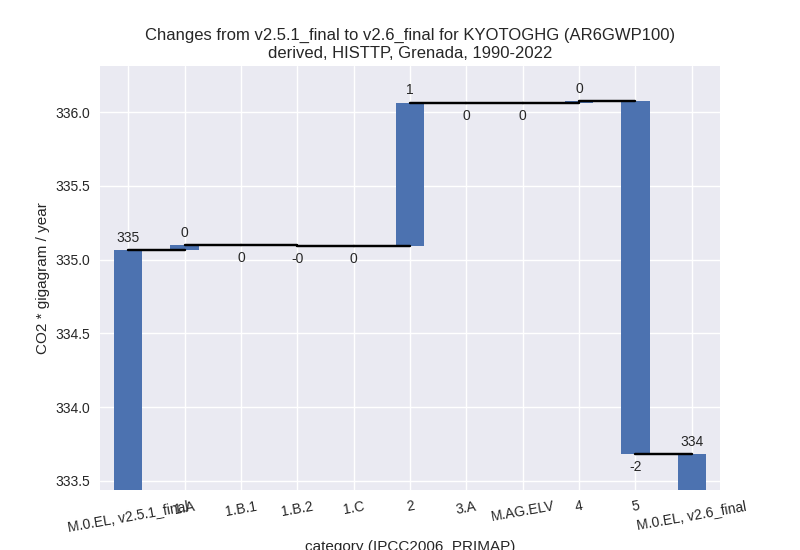 Changes from v2.5.1_final to v2.6_final for KYOTOGHG (AR6GWP100)
derived, HISTTP, Grenada, 1990-2022
CO2 * gigagram / year
336.0
335.5
335.0
334.5
334.0
333.5
335
0
0
-0
0
1
0
0
0
-2
334
M.0.EL, v2.5.1_final
1.A
1.B.1
1.B.2
1.C
2
3.A
M.AG.ELV
4
5
M.0.EL, v2.6_final
category (IPCC2006_PRIMAP)